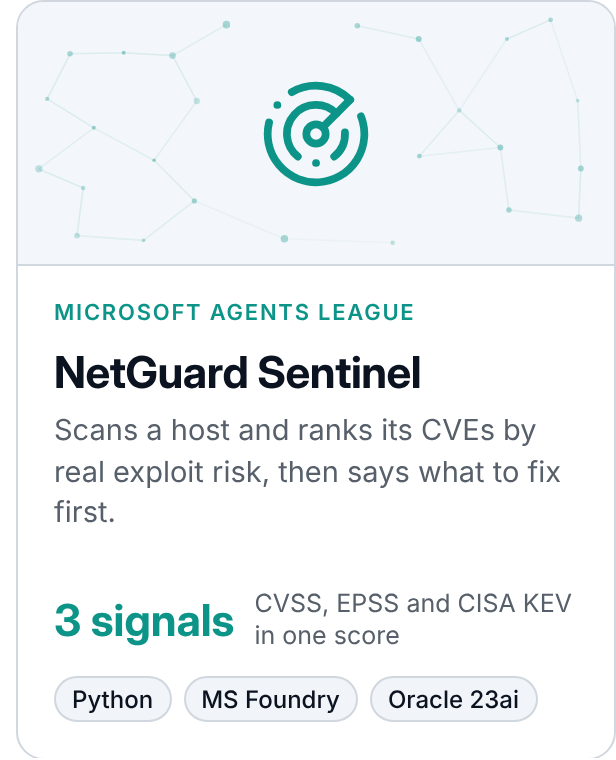 MICROSOFT AGENTS LEAGUE
NetGuard Sentinel
Scans a host and ranks its CVEs by
real exploit risk, then says what to fix
first.
3 signals
CVSS, EPSS and CISA KEV
in one score
Python
MS Foundry
Oracle 23ai